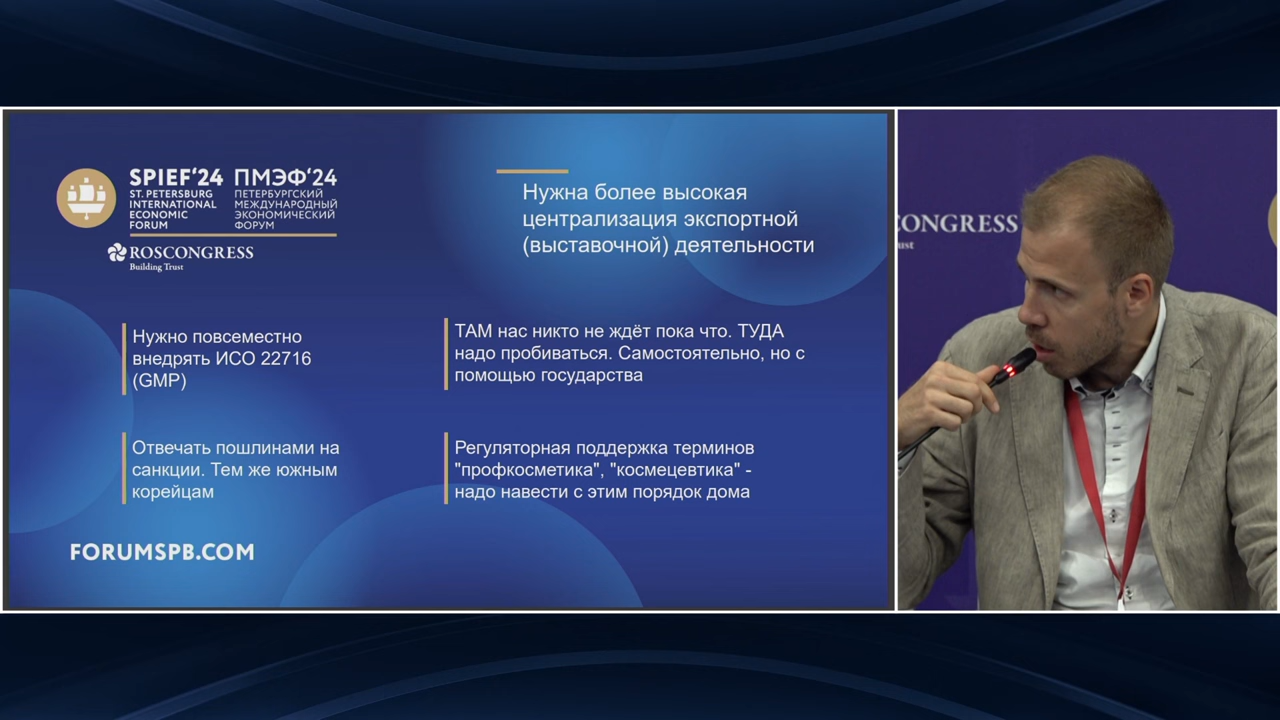 SPIEF‘24
ST. PETERSBURG
INTERNATIONAL
ECONOMIC
FORUM
ПМЭФ‘24
ПЕТЕРБУРГСКИЙ
МЕЖДУНАРОДНЫЙ
ЭКОНОМИЧЕСКИЙ
ФОРУМ
ROSCONGRESS
Building Trust
Нужна более высокая
централизация экспортной
(выставочной) деятельности
Нужно повсеместно
внедрять ИСО 22716
(GMP)
ТАМ нас никто не ждёт пока что. ТУДА
надо пробиваться. Самостоятельно, но с
помощью государства
Отвечать пошлинами на
санкции. Тем же южным
корейцам
Регуляторная поддержка терминов
"профкосметика", "космецевтика" -
надо навести с этим порядок дома
FORUMSPB.COM
CONGRESS
ust